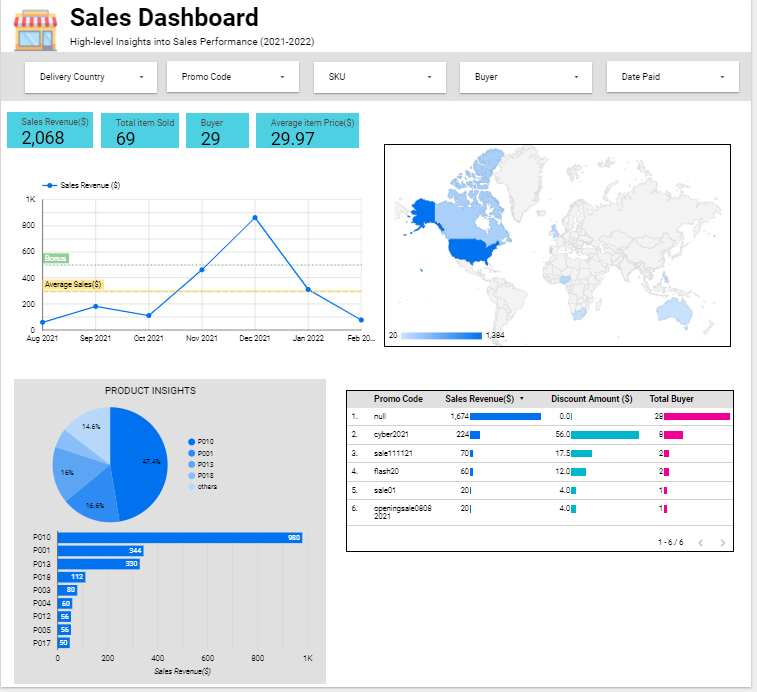 Sales Dashboard
High-level Insights into Sales Performance (2021-2022)
Delivery Country
Promo Code
SKU
Buyer
Date Paid
Sales Revenue($)
2,068
Total item Sold
69
Buyer
29
Average item Price($)
29.97
Sales Revenue ($)
1K
800
600
400
200
0
Bonus
Average Sales($)
Aug 2021 Sep 2021 Oct 2021 Nov 2021 Dec 2021 Jan 2022 Feb 20...
20 1,384
PRODUCT INSIGHTS
14.6%
47.4%
16%
16.6%
P010
P001
P013
P018
others
P010 980
P001 344
P013 330
P018 112
P003 80
P004 60
P012 56
P005 56
P017 50
0 200 400 600 800 1K
Sales Revenue($)
Promo Code Sales Revenue($) Discount Amount ($) Total Buyer
1. null 1,674 0.0 28
2. cyber2021 224 56.0 8
3. sale111121 70 17.5 2
4. flash20 60 12.0 2
5. sale01 20 4.0 1
6. openingsale0808 20 4.0 1
2021
1 - 6 / 6